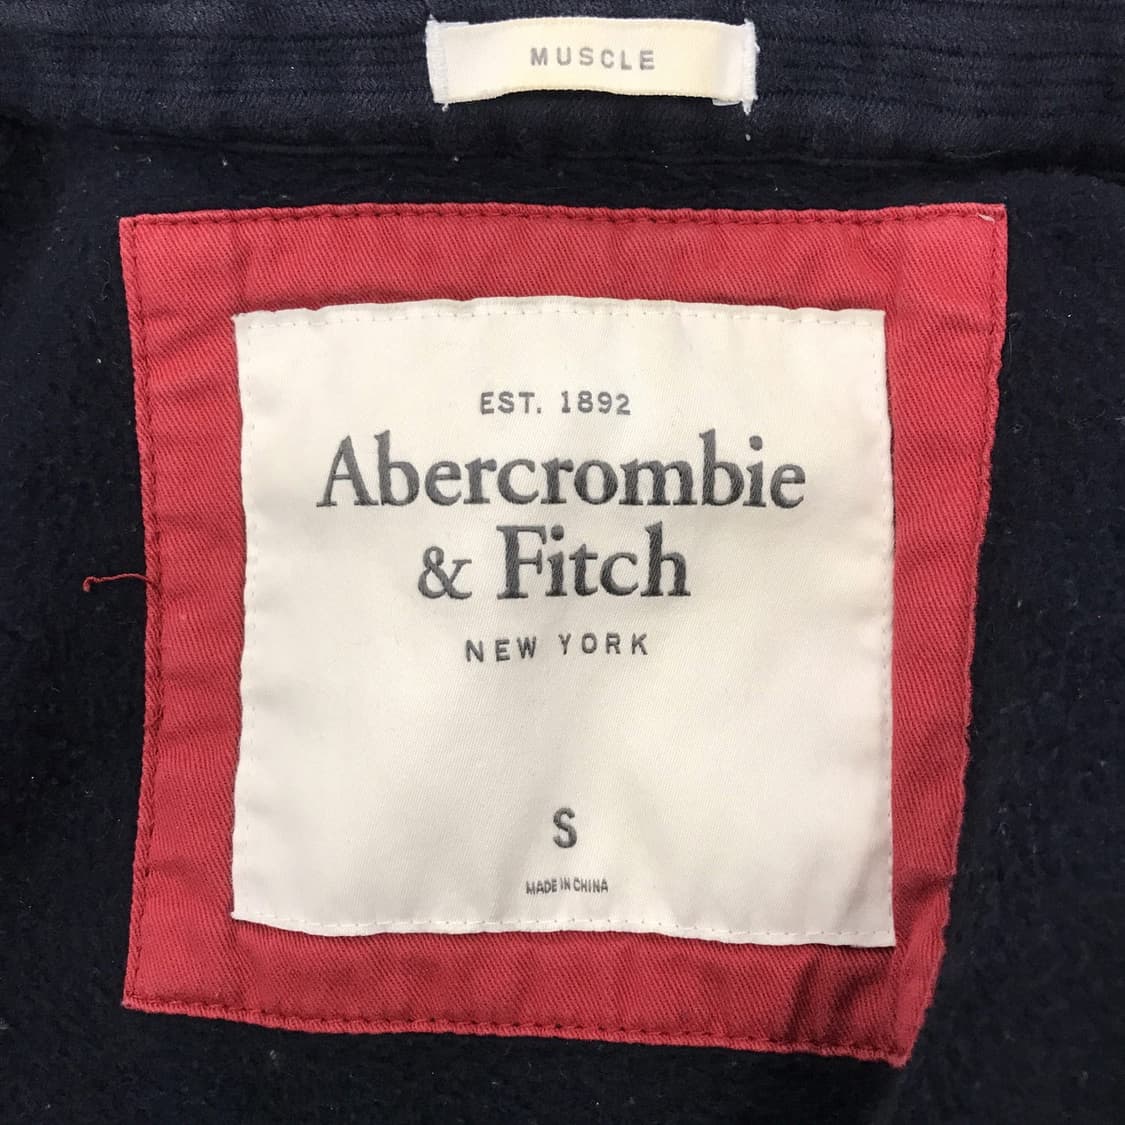 MUSCLE
EST. 1892
Abercrombie
& Fitch
NEW YORK
S
MADE IN CHINA